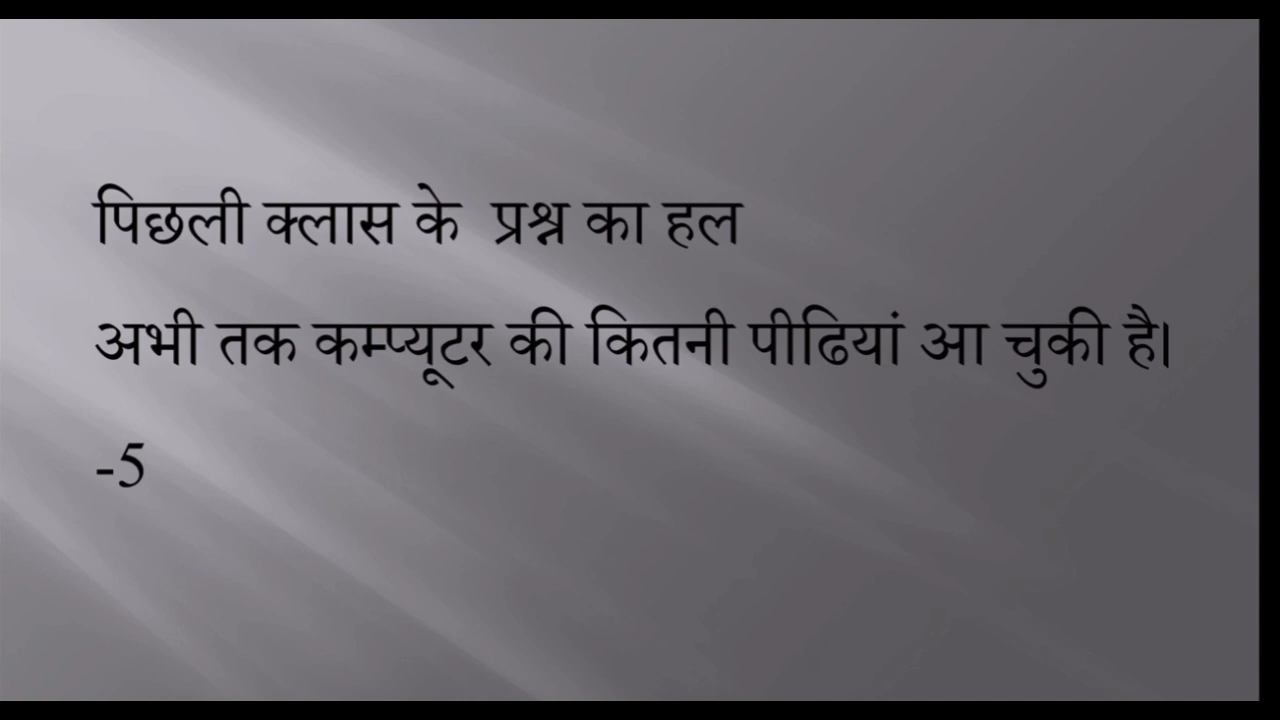 पिछली क्लास के प्रश्न का हल
अभी तक कम्प्यूटर की कितनी पीढियां आ चुकी है।
-5